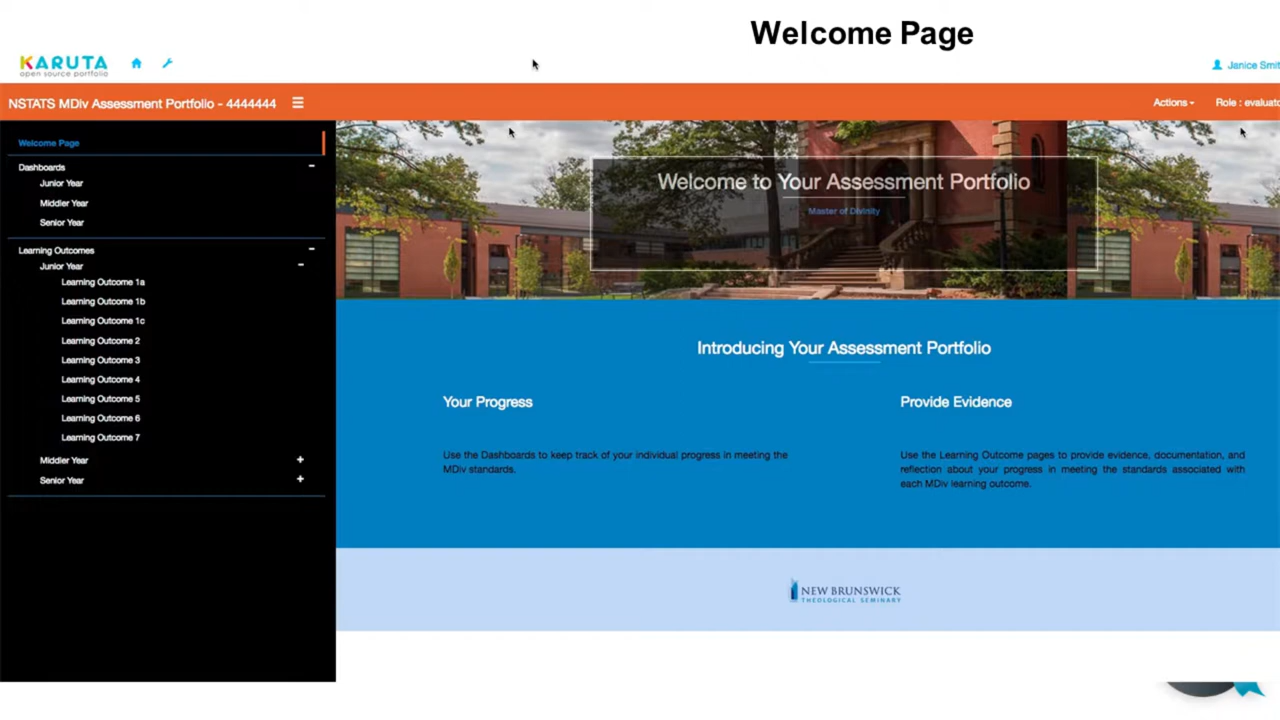 Welcome Page
KARUTA
open source portfolio
Janice Smit
NSTATS MDiv Assessment Portfolio - 4444444
Actions
Role : evaluato
Welcome Page
Dashboards
Junior Year
Middler Year
Senior Year
Learning Outcomes
Junior Year
Learning Outcome 1a
Learning Outcome 1b
Learning Outcome 1c
Learning Outcome 2
Learning Outcome 3
Learning Outcome 4
Learning Outcome 5
Learning Outcome 6
Learning Outcome 7
Middler Year
Senior Year
Welcome to Your Assessment Portfolio
Master of Divinity
Introducing Your Assessment Portfolio
Your Progress
Use the Dashboards to keep track of your individual progress in meeting the
MDiv standards.
Provide Evidence
Use the Learning Outcome pages to provide evidence, documentation, and
reflection about your progress in meeting the standards associated with
each MDiv learning outcome.
NEW BRUNSWICK
THEOLOGICAL SEMINARY